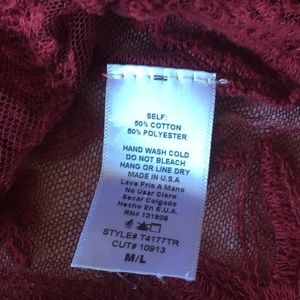 SELF:
50% COTTON
50% POLYESTER
HAND WASH COLD
DO NOT BLEACH
HANG OR LINE DRY
MADE IN U.S.A
Lave Frio A Mano
No Usar Cloro
Secar Colgado
Hecho En E.U.A.
RN# 131926
STYLE# T4177TR
CUT# 10913
M/L